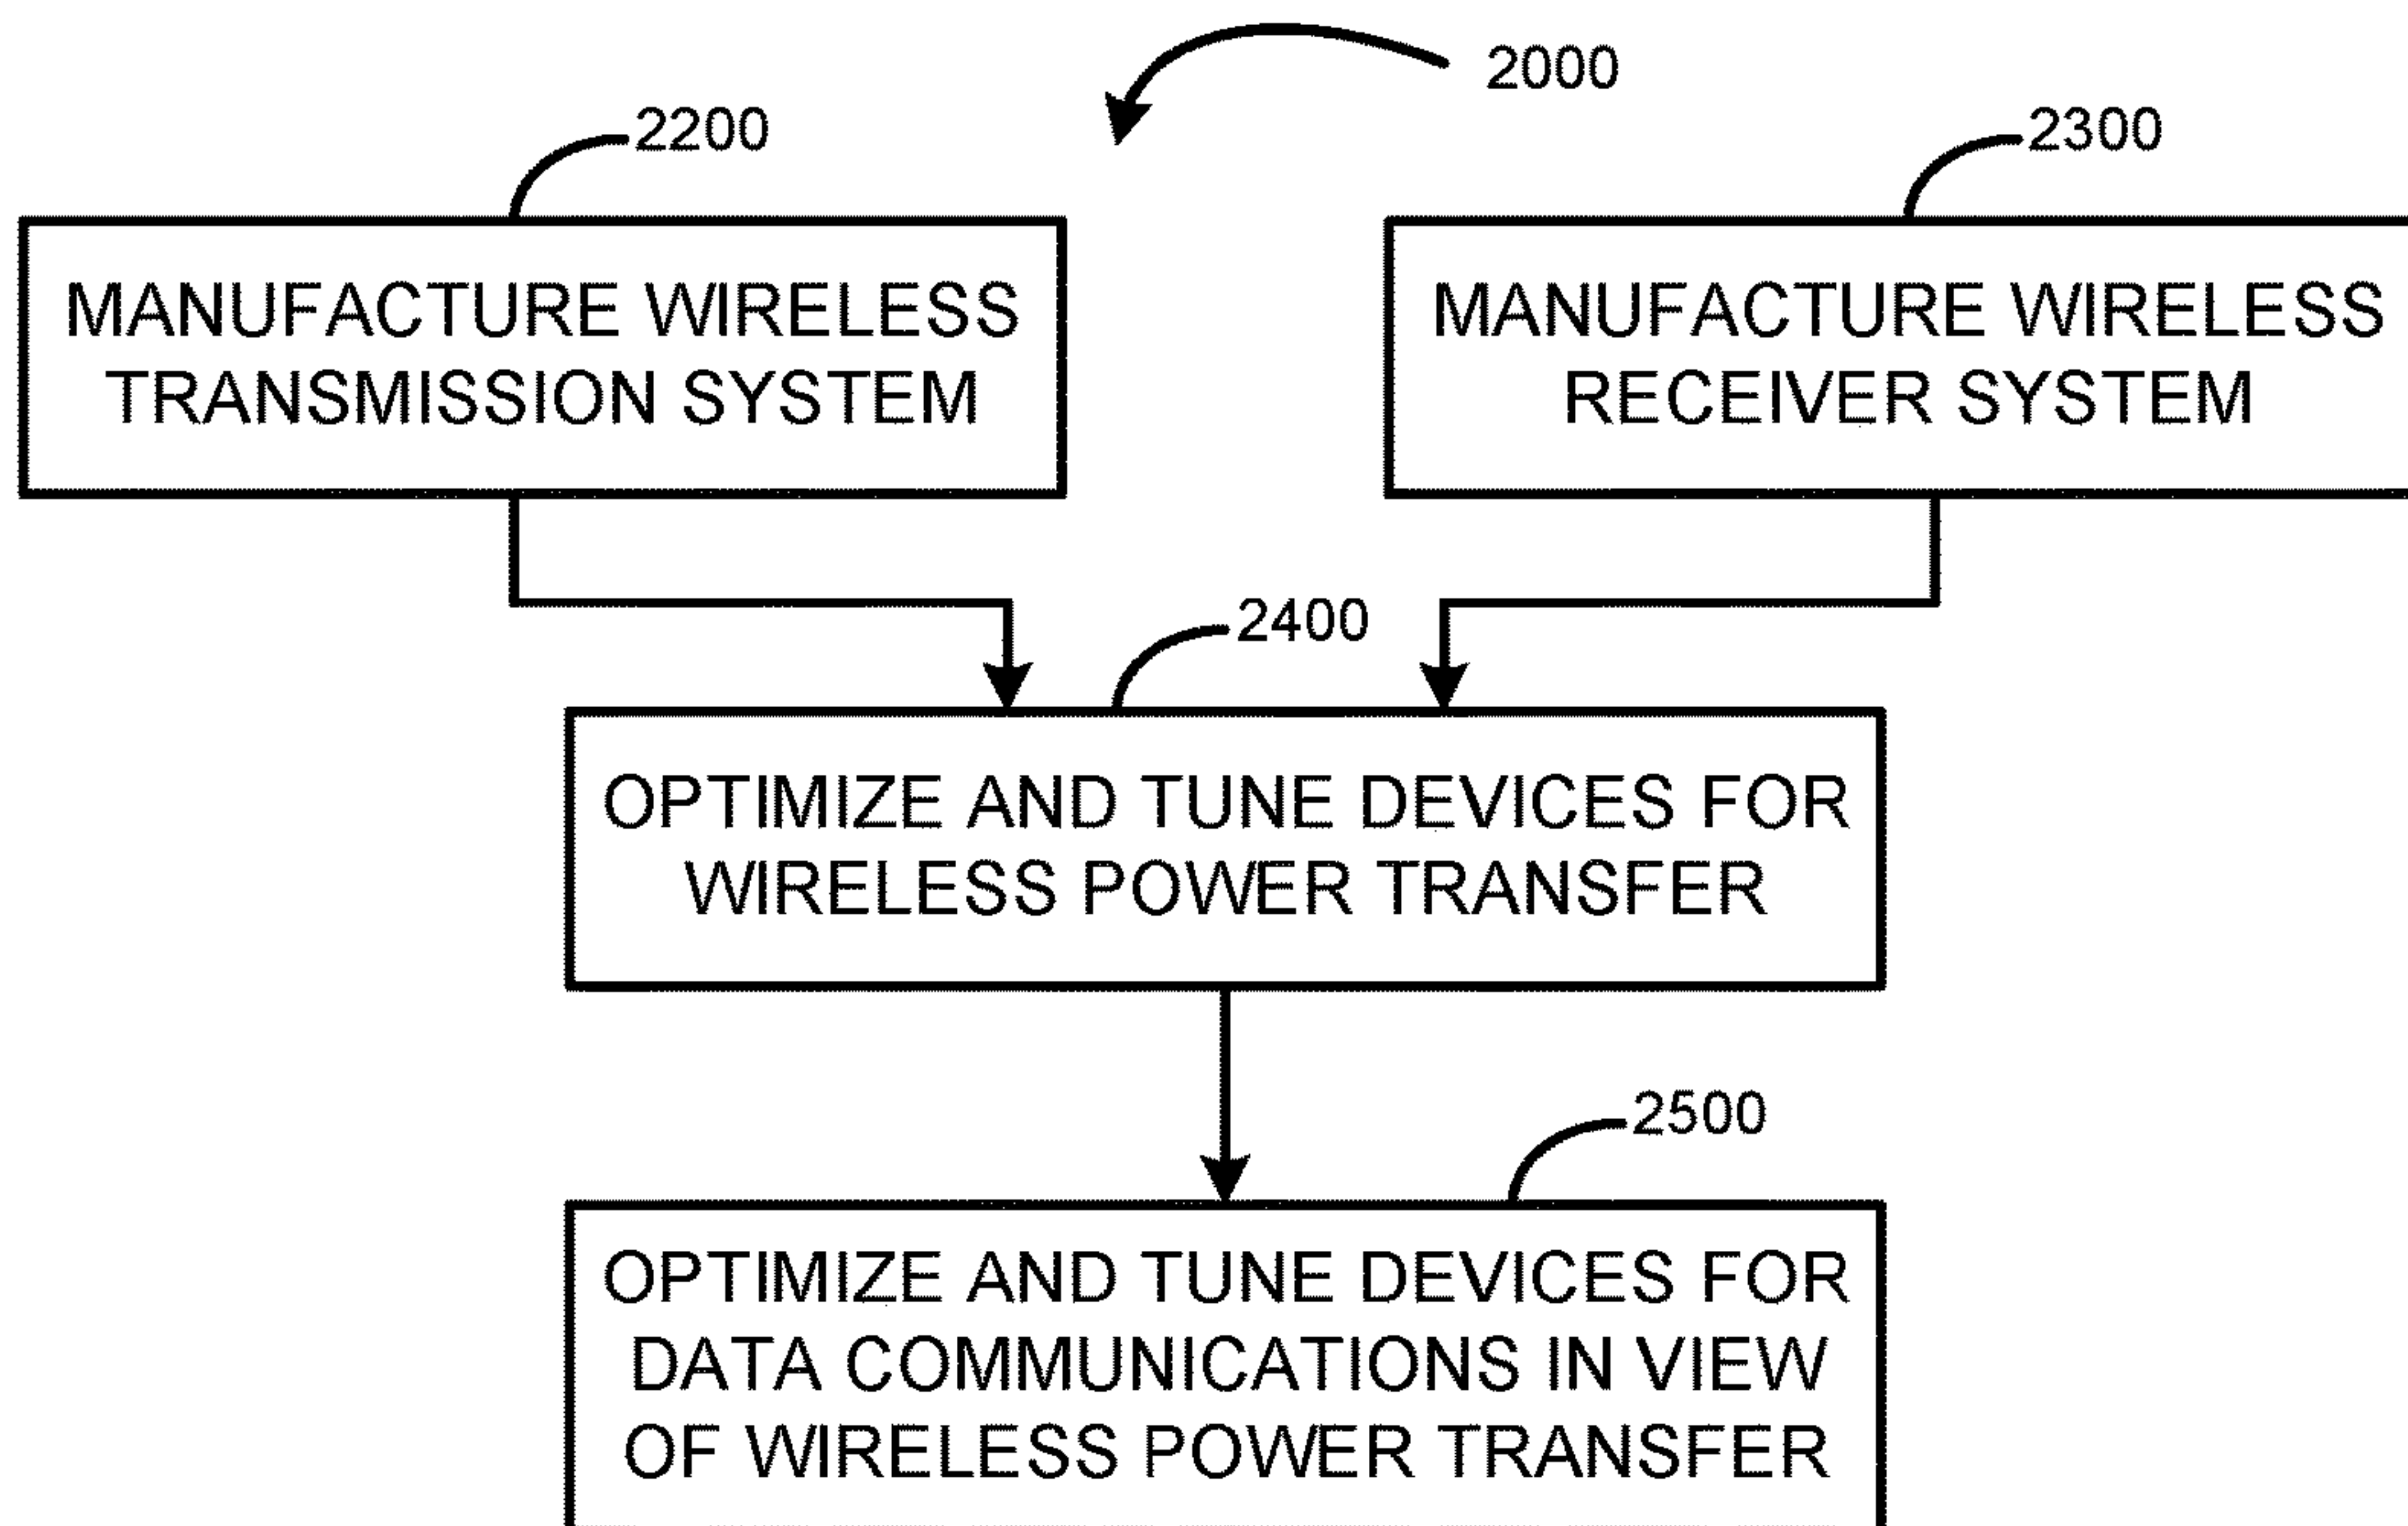 2000
2200
2300
MANUFACTURE WIRELESS
TRANSMISSION SYSTEM
MANUFACTURE WIRELESS
RECEIVER SYSTEM
2400
OPTIMIZE AND TUNE DEVICES FOR
WIRELESS POWER TRANSFER
2500
OPTIMIZE AND TUNE DEVICES FOR
DATA COMMUNICATIONS IN VIEW
OF WIRELESS POWER TRANSFER